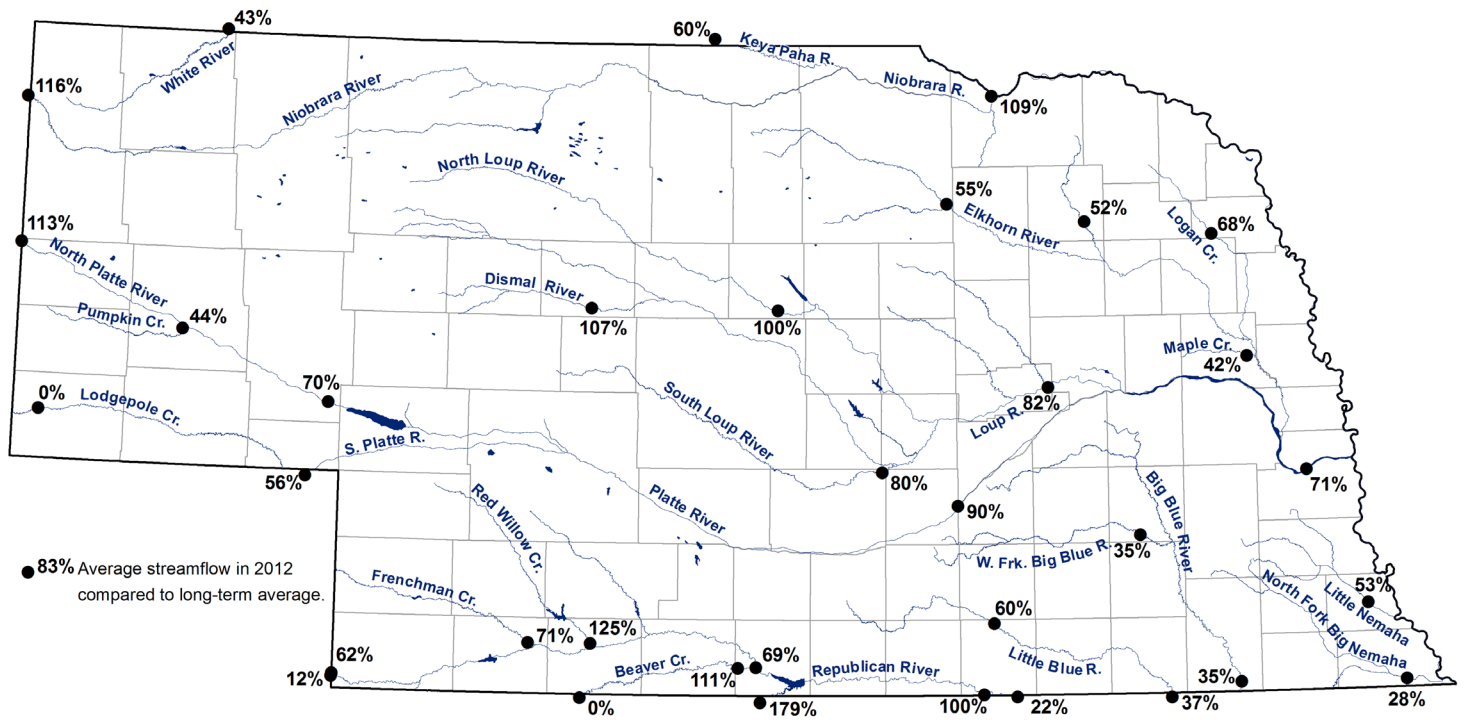 43%
60%
Keya Paha R.
White River
116%
Niobrara River
Niobrara R.
109%
North Loup River
55%
52%
68%
Elkhorn River
Logan Cr.
113%
North Platte River
Dismal River
107%
100%
Pumpkin Cr.
44%
Maple Cr.
42%
0%
Lodgepole Cr.
70%
82%
Loup R.
South Loup River
S. Platte R.
56%
80%
71%
Red Willow Cr.
Platte River
90%
Big Blue River
W. Frk. Big Blue R.
35%
83% Average streamflow in 2012
compared to long-term average.
Frenchman Cr.
53%
Little Nemaha
North Fork Big Nemaha
60%
71%
125%
62%
12%
Beaver Cr.
69%
111%
Republican River
Little Blue R.
0%
179%
100%
22%
37%
35%
28%